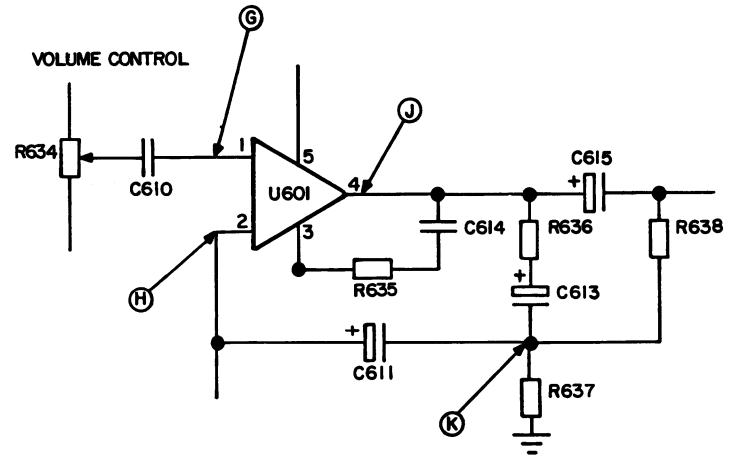 G
VOLUME CONTROL
J
R634
1
5
C615
+
C610
U601
4
2
3
C614
R636
R638
R635
+
C613
H
+
C611
R637
K